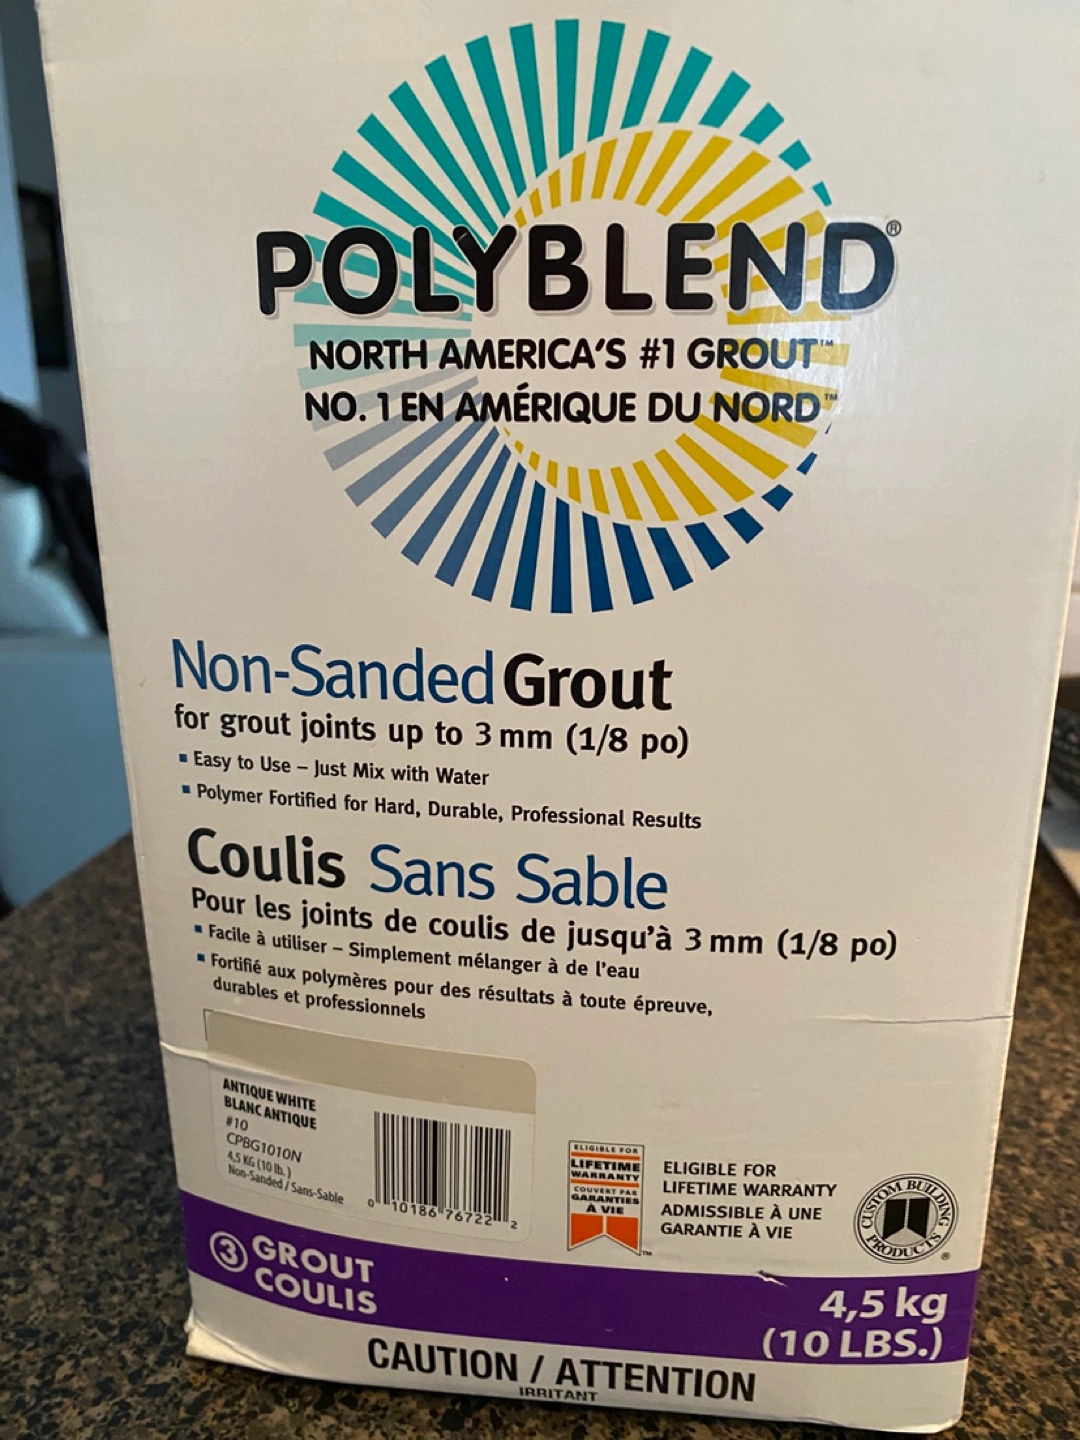 POLYBLEND®
NORTH AMERICA'S #1 GROUT™
NO. 1 EN AMÉRIQUE DU NORD™
Non-Sanded Grout
for grout joints up to 3 mm (1/8 po)
▪ Easy to Use – Just Mix with Water
▪ Polymer Fortified for Hard, Durable, Professional Results
Coulis Sans Sable
Pour les joints de coulis de jusqu'à 3 mm (1/8 po)
▪ Facile à utiliser – Simplement mélanger à de l'eau
▪ Fortifié aux polymères pour des résultats à toute épreuve,
durables et professionnels
ANTIQUE WHITE
BLANC ANTIQUE
#10
CPBG1010N
4,5 KG (10 lb.)
Non-Sanded / Sans-Sable
0 10186 76722 2
ELIGIBLE FOR
LIFETIME
WARRANTY
COUVERT PAR
GARANTIES
À VIE
™
ELIGIBLE FOR
LIFETIME WARRANTY
ADMISSIBLE À UNE
GARANTIE À VIE
CUSTOM BUILDING
PRODUCTS
®
3 GROUT
COULIS
4,5 kg
(10 LBS.)
CAUTION / ATTENTION
IRRITANT